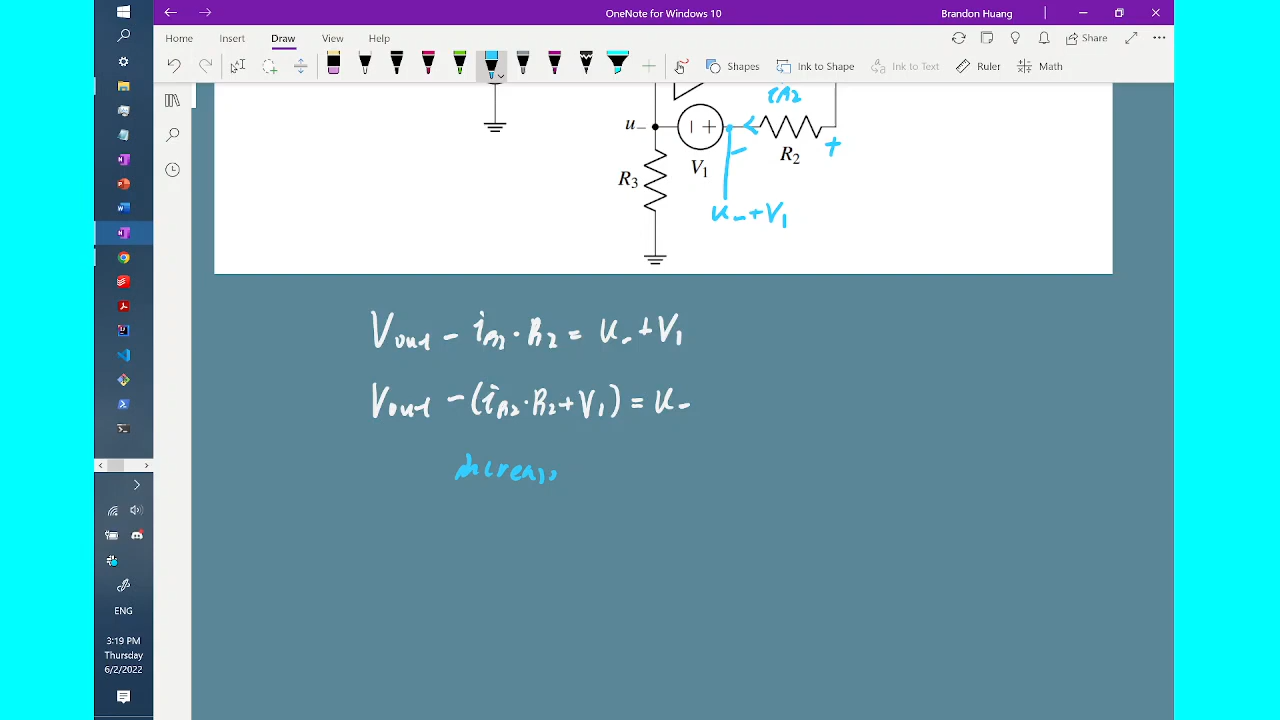 OneNote for Windows 10
Brandon Huang
Home Insert Draw View Help
Share
Shapes Ink to Shape Ink to Text Ruler Math
iR2
u− V1 R2 +
−
R3
u− + V1
Vout − iR2 · R2 = u− + V1
Vout − (iR2 · R2 + V1) = u−
ENG
3:19 PM
Thursday
6/2/2022